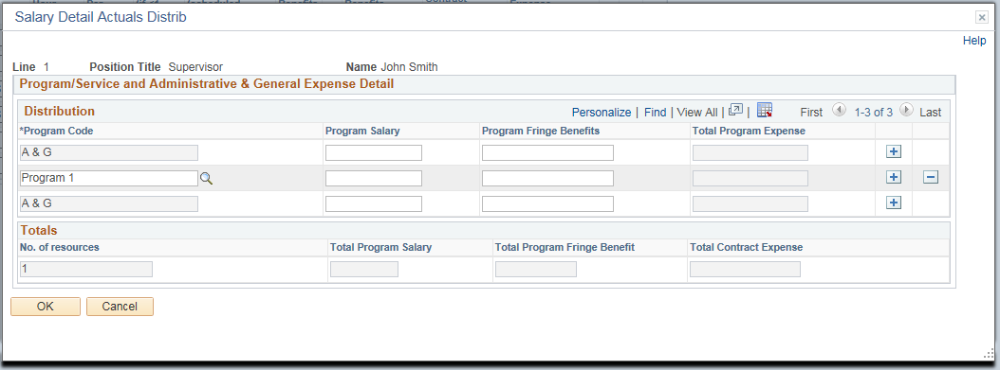 Salary Detail Actuals Distrib
Help
Line 1 Position Title Supervisor Name John Smith
Program/Service and Administrative & General Expense Detail
Distribution Personalize | Find | View All | | First 1-3 of 3 Last
*Program Code Program Salary Program Fringe Benefits Total Program Expense
A & G
Program 1
A & G
Totals
No. of resources Total Program Salary Total Program Fringe Benefit Total Contract Expense
1
OK Cancel